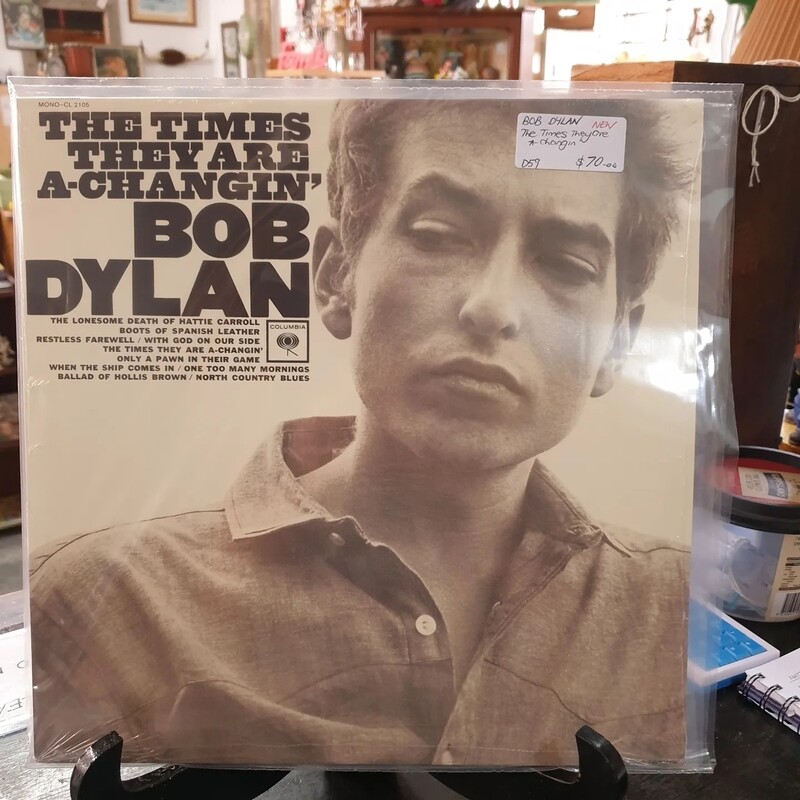 MONO-CL 2105
THE TIMES
THEY ARE
A-CHANGIN'
BOB
DYLAN
THE LONESOME DEATH OF HATTIE CARROLL
BOOTS OF SPANISH LEATHER
RESTLESS FAREWELL / WITH GOD ON OUR SIDE
THE TIMES THEY ARE A-CHANGIN'
ONLY A PAWN IN THEIR GAME
WHEN THE SHIP COMES IN / ONE TOO MANY MORNINGS
BALLAD OF HOLLIS BROWN / NORTH COUNTRY BLUES
COLUMBIA
BOB DYLAN NEW
The Times They are
A-Changin
D59 $70-00